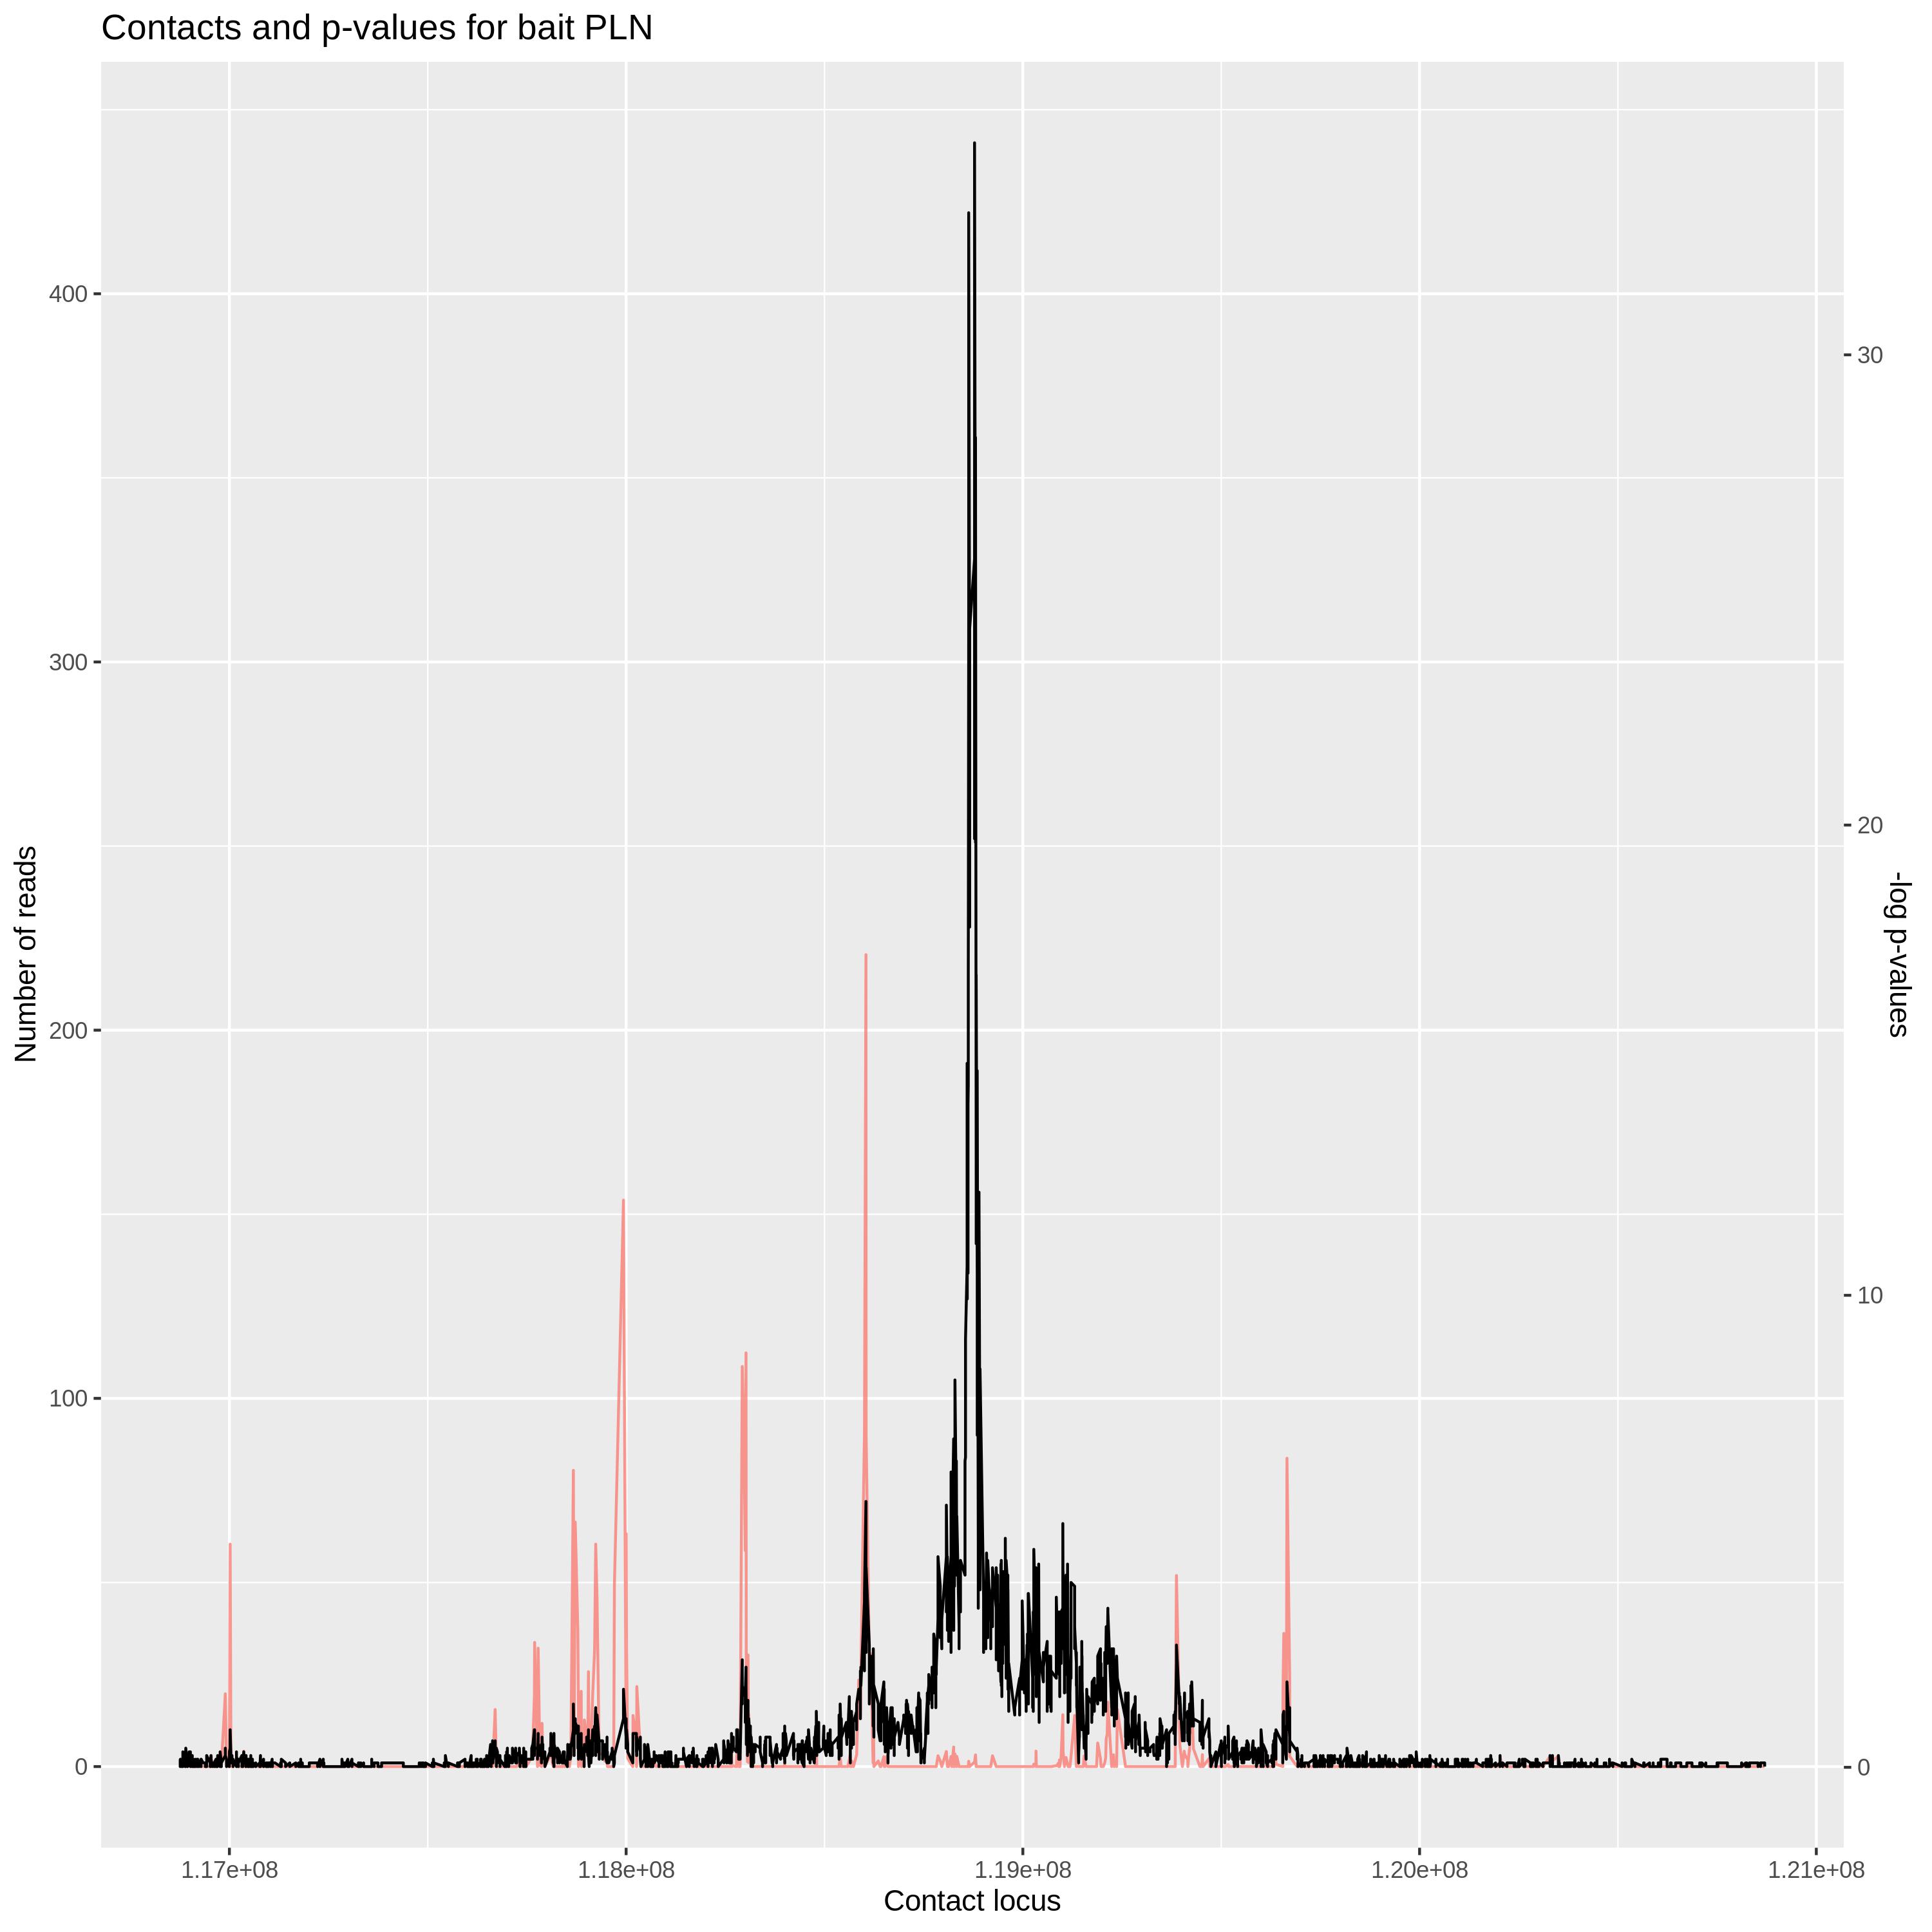 Contacts and p-values for bait PLN
400
300
200
100
0
Number of reads
30
20
10
0
-log p-values
1.17e+08 1.18e+08 1.19e+08 1.20e+08 1.21e+08
Contact locus